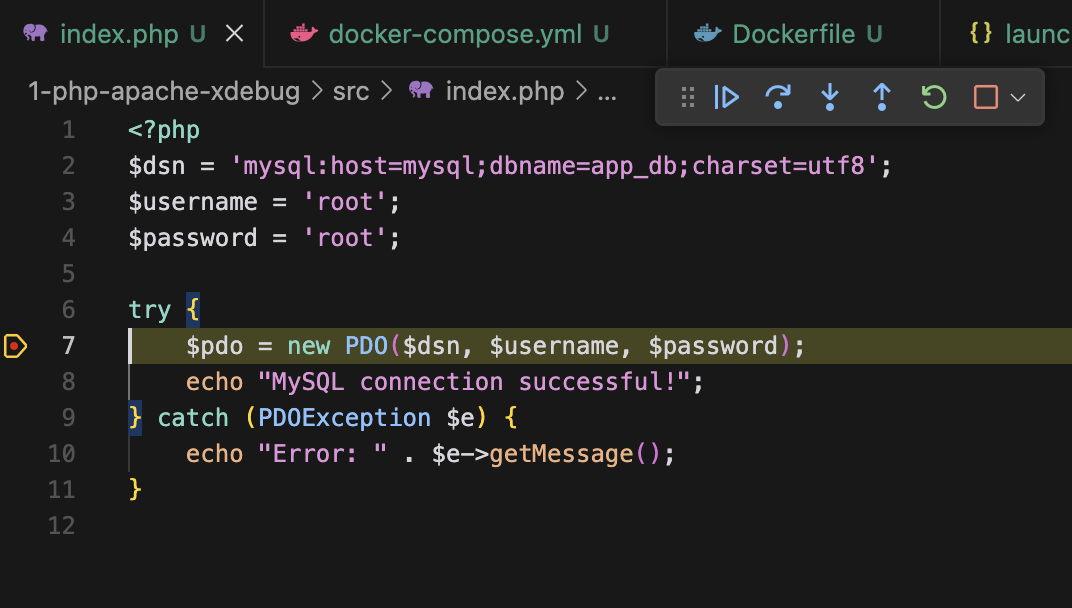 index.php U
docker-compose.yml U
Dockerfile U
{} launc
1-php-apache-xdebug > src > index.php > ...
1 <?php
2 $dsn = 'mysql:host=mysql;dbname=app_db;charset=utf8';
3 $username = 'root';
4 $password = 'root';
5
6 try {
7     $pdo = new PDO($dsn, $username, $password);
8     echo "MySQL connection successful!";
9 } catch (PDOException $e) {
10     echo "Error: " . $e->getMessage();
11 }
12